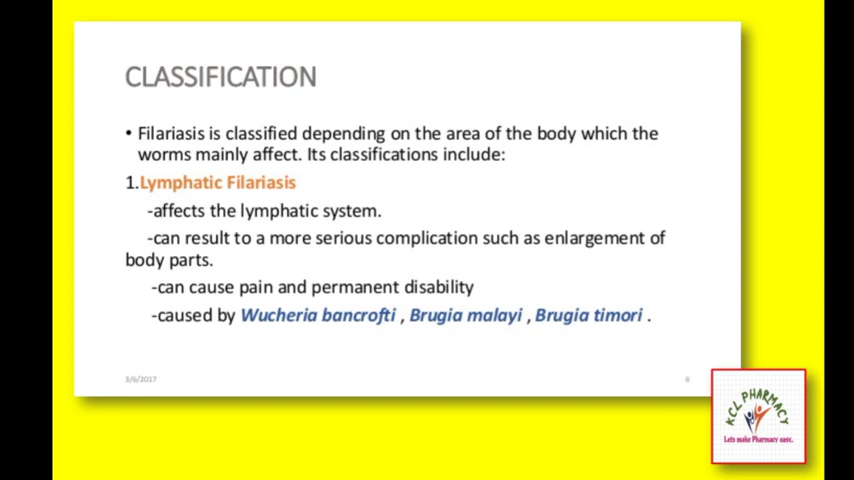 CLASSIFICATION
• Filariasis is classified depending on the area of the body which the
worms mainly affect. Its classifications include:
1.Lymphatic Filariasis
-affects the lymphatic system.
-can result to a more serious complication such as enlargement of
body parts.
-can cause pain and permanent disability
-caused by Wucheria bancrofti , Brugia malayi , Brugia timori .
3/6/2017
6
KCL PHARMACY
Lets make Pharmacy easy.